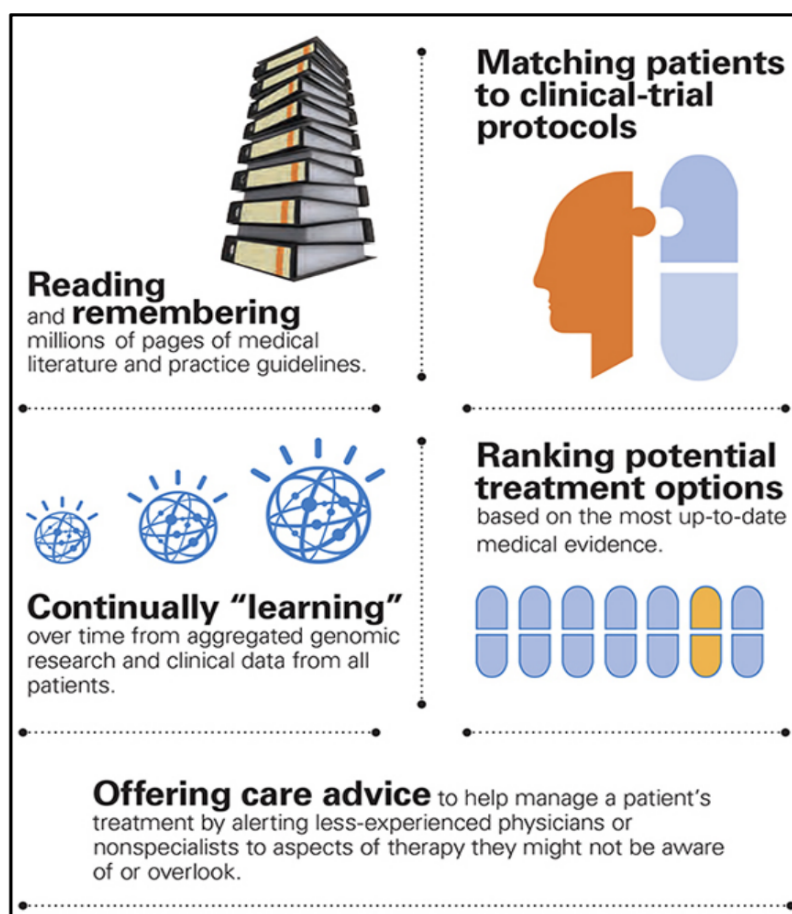 Matching patients
to clinical-trial
protocols
Reading
and remembering
millions of pages of medical
literature and practice guidelines.
Ranking potential
treatment options
based on the most up-to-date
medical evidence.
Continually “learning”
over time from aggregated genomic
research and clinical data from all
patients.
Offering care advice to help manage a patient’s
treatment by alerting less-experienced physicians or
nonspecialists to aspects of therapy they might not be aware
of or overlook.